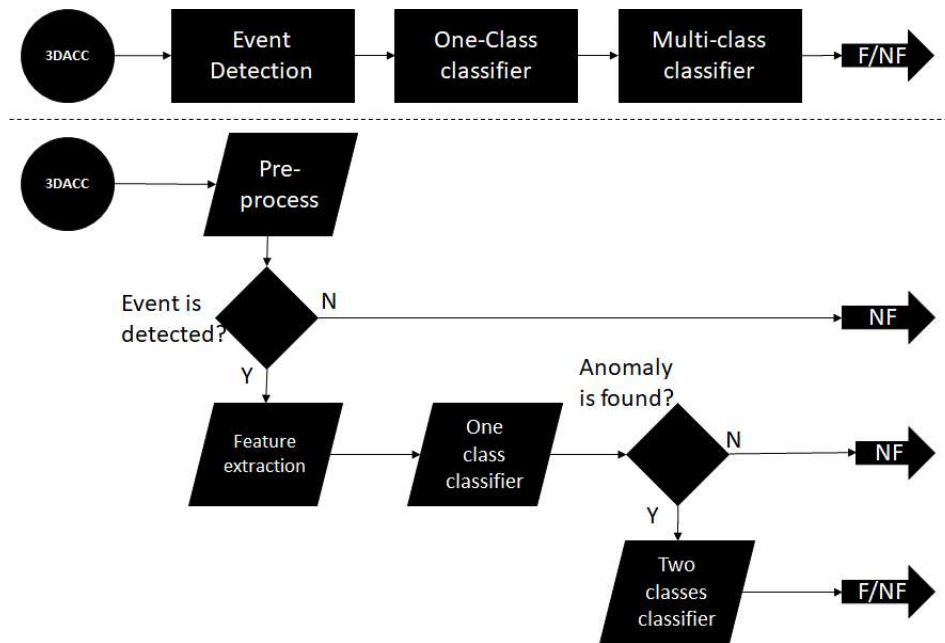 3DACC
Event
Detection
One-Class
classifier
Multi-class
classifier
F/NF
3DACC
Pre-
process
Event is
detected?
N
NF
Y
Anomaly
is found?
Feature
extraction
One
class
classifier
N
NF
Y
Two
classes
classifier
F/NF